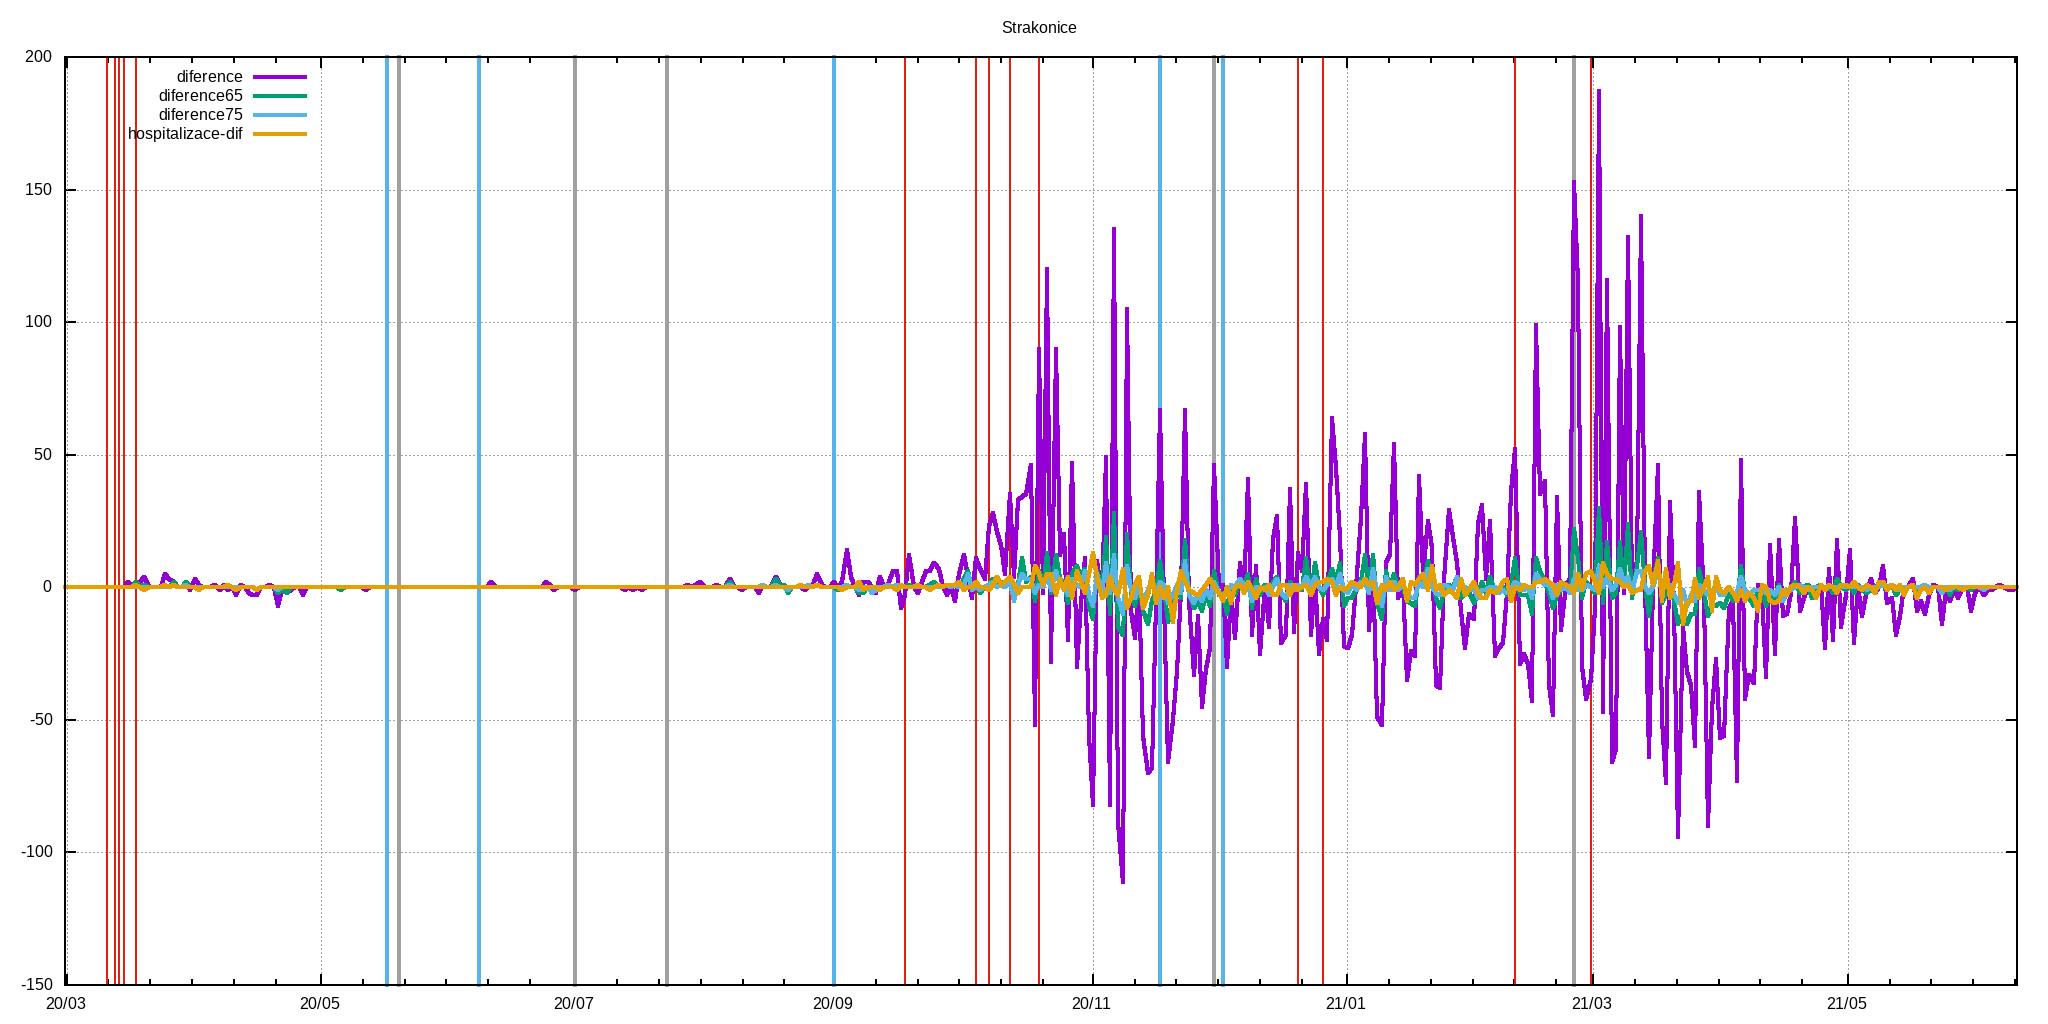 Strakonice
200
150
100
50
0
-50
-100
-150
diference
diference65
diference75
hospitalizace-dif
20/03 20/05 20/07 20/09 20/11 21/01 21/03 21/05